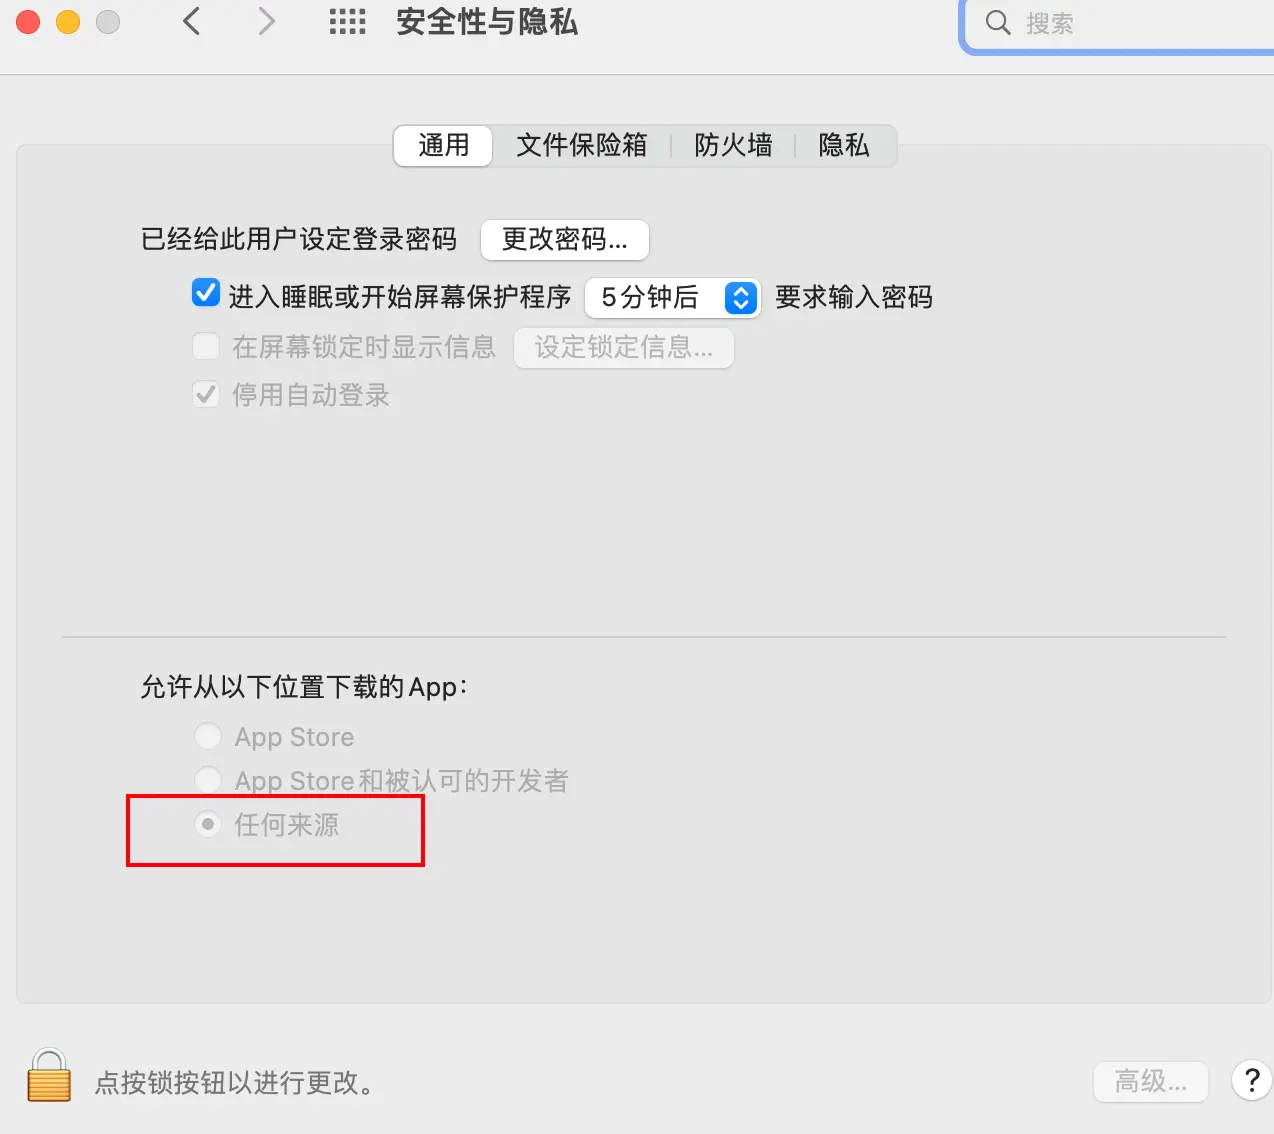 安全性与隐私
搜索
通用 文件保险箱 防火墙 隐私
已经给此用户设定登录密码 更改密码...
进入睡眠或开始屏幕保护程序 5分钟后 要求输入密码
在屏幕锁定时显示信息 设定锁定信息...
停用自动登录
允许从以下位置下载的App：
App Store
App Store和被认可的开发者
任何来源
点按锁按钮以进行更改。
高级... ?